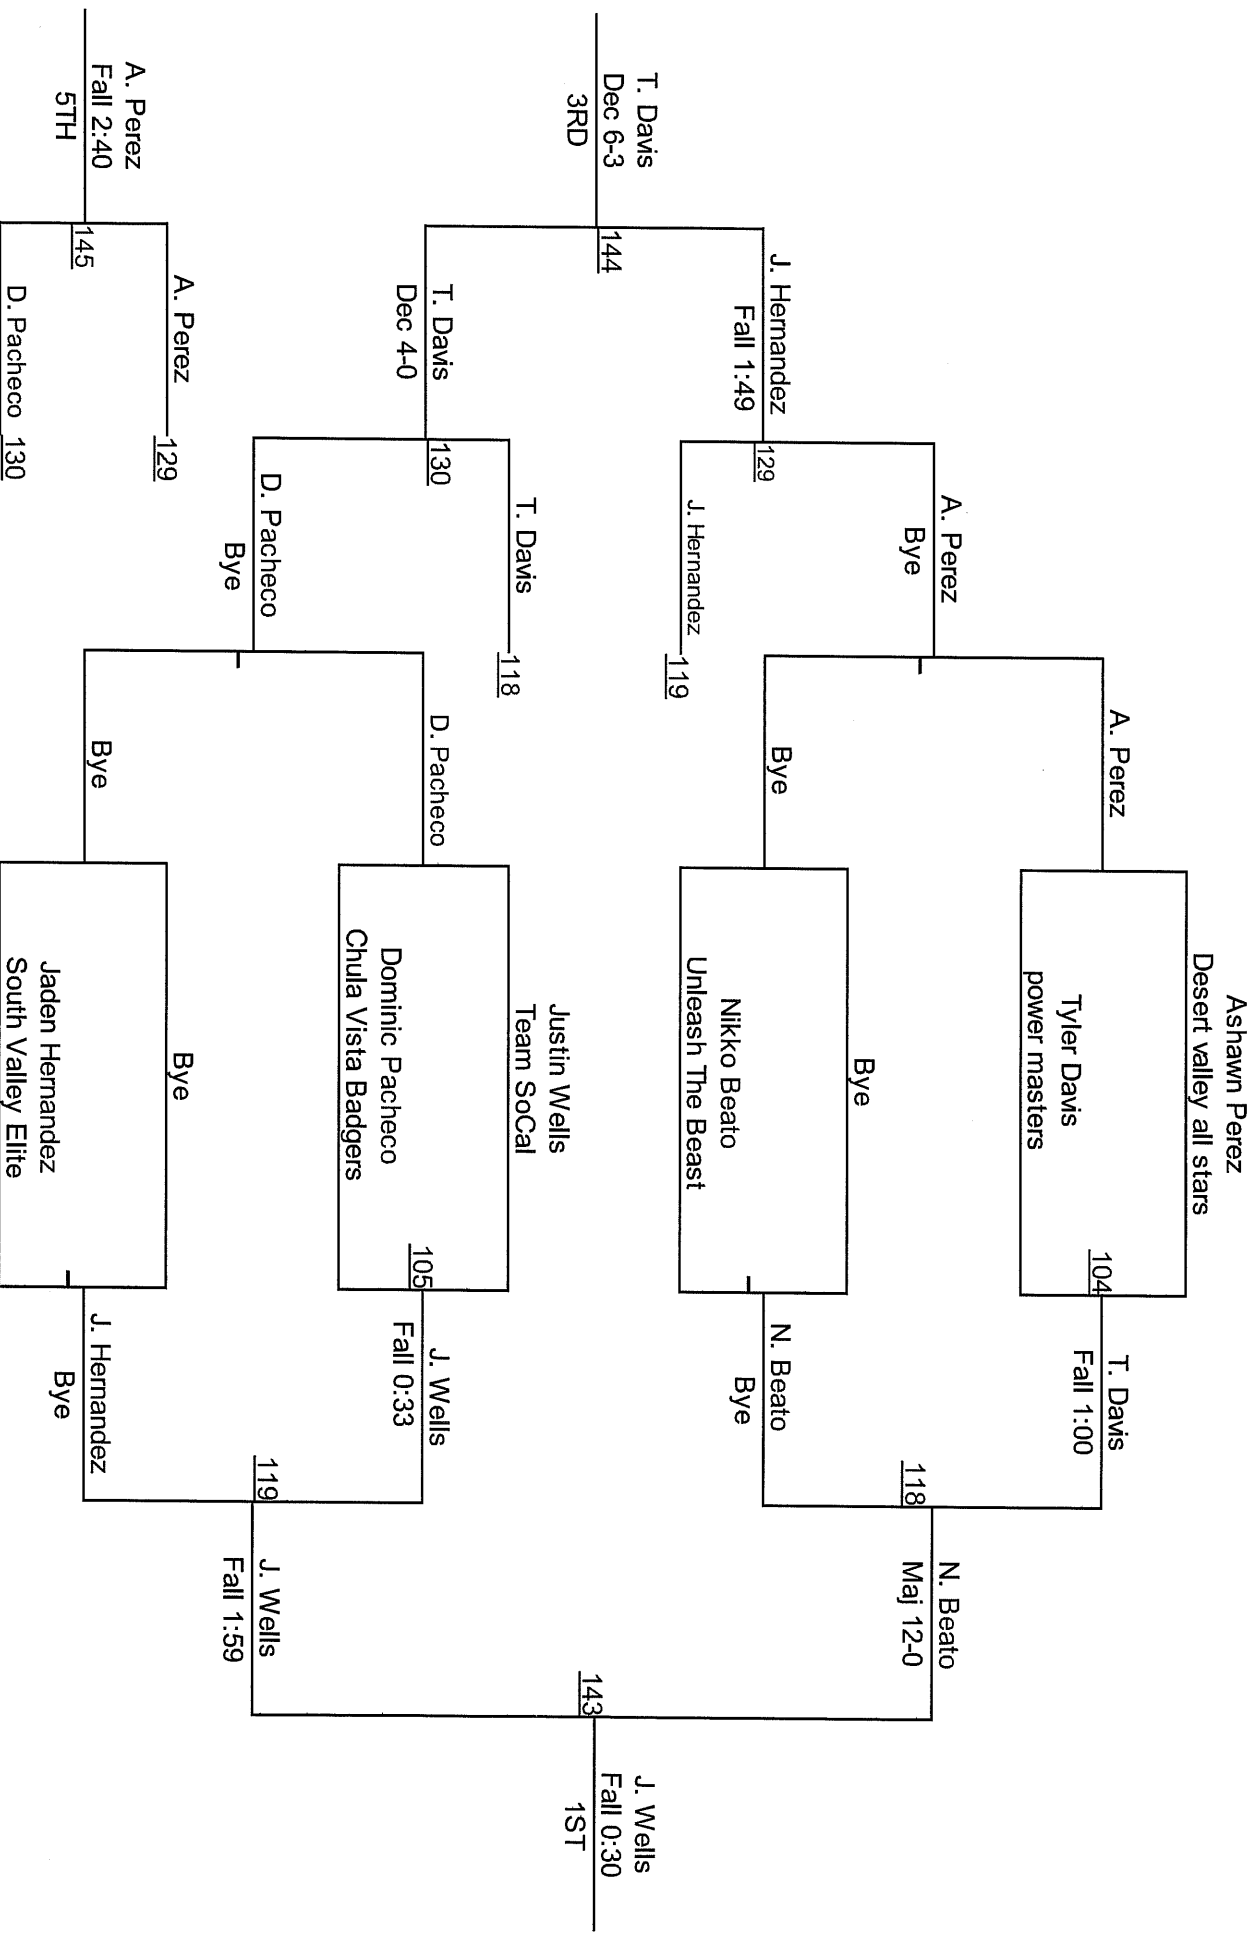 Ashawn Perez
Desert valley all stars
A. Perez
Tyler Davis
power masters
104
T. Davis
Fall 1:00
A. Perez
Bye
118
N. Beato
Maj 12-0
Bye
Bye
Nikko Beato
Unleash The Beast
N. Beato
Bye
J. Hernandez
Fall 1:49
129
J. Hernandez
119
T. Davis
Dec 6-3
3RD
144
143
J. Wells
Fall 0:30
1ST
T. Davis
118
Justin Wells
Team SoCal
T. Davis
Dec 4-0
130
D. Pacheco
Dominic Pacheco
Chula Vista Badgers
105
J. Wells
Fall 0:33
D. Pacheco
Bye
119
J. Wells
Fall 1:59
A. Perez
129
Bye
A. Perez
Fall 2:40
5TH
145
Bye
Jaden Hernandez
South Valley Elite
J. Hernandez
Bye
D. Pacheco
130